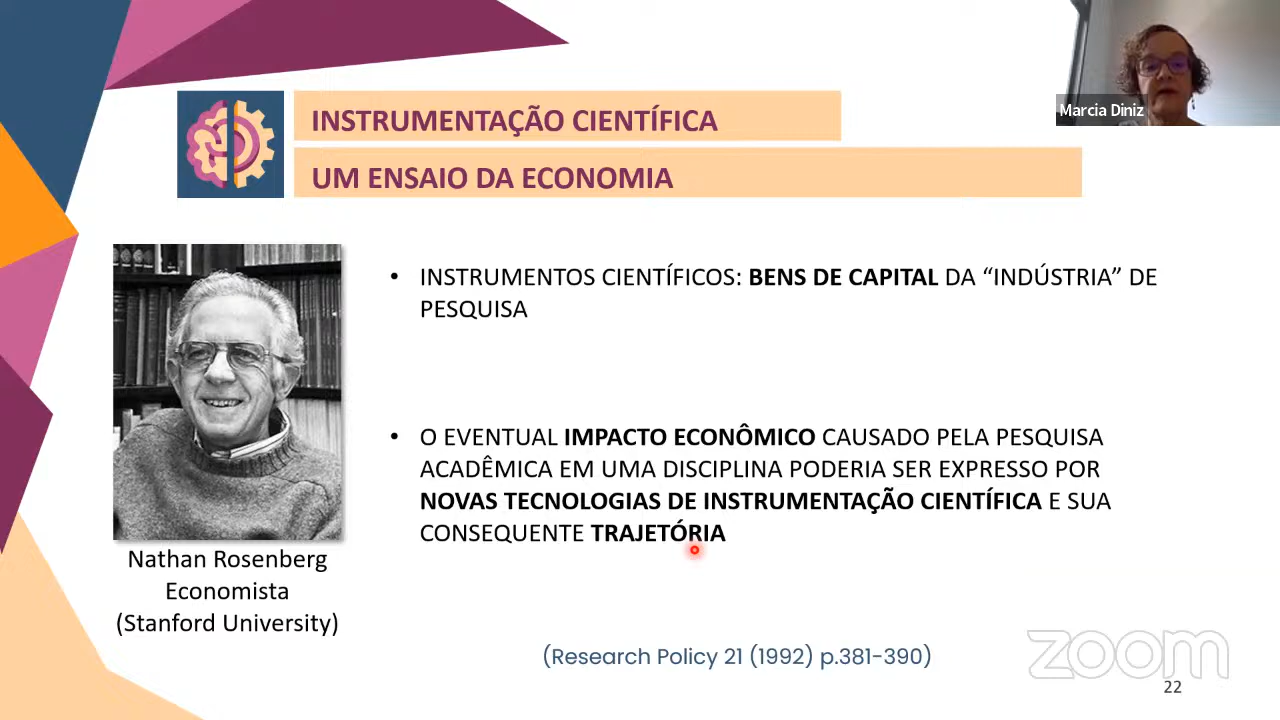 Marcia Diniz
INSTRUMENTAÇÃO CIENTÍFICA
UM ENSAIO DA ECONOMIA
• INSTRUMENTOS CIENTÍFICOS: BENS DE CAPITAL DA “INDÚSTRIA” DE
PESQUISA
• O EVENTUAL IMPACTO ECONÔMICO CAUSADO PELA PESQUISA
ACADÊMICA EM UMA DISCIPLINA PODERIA SER EXPRESSO POR
NOVAS TECNOLOGIAS DE INSTRUMENTAÇÃO CIENTÍFICA E SUA
CONSEQUENTE TRAJETÓRIA
Nathan Rosenberg
Economista
(Stanford University)
(Research Policy 21 (1992) p.381-390)
zoom
22